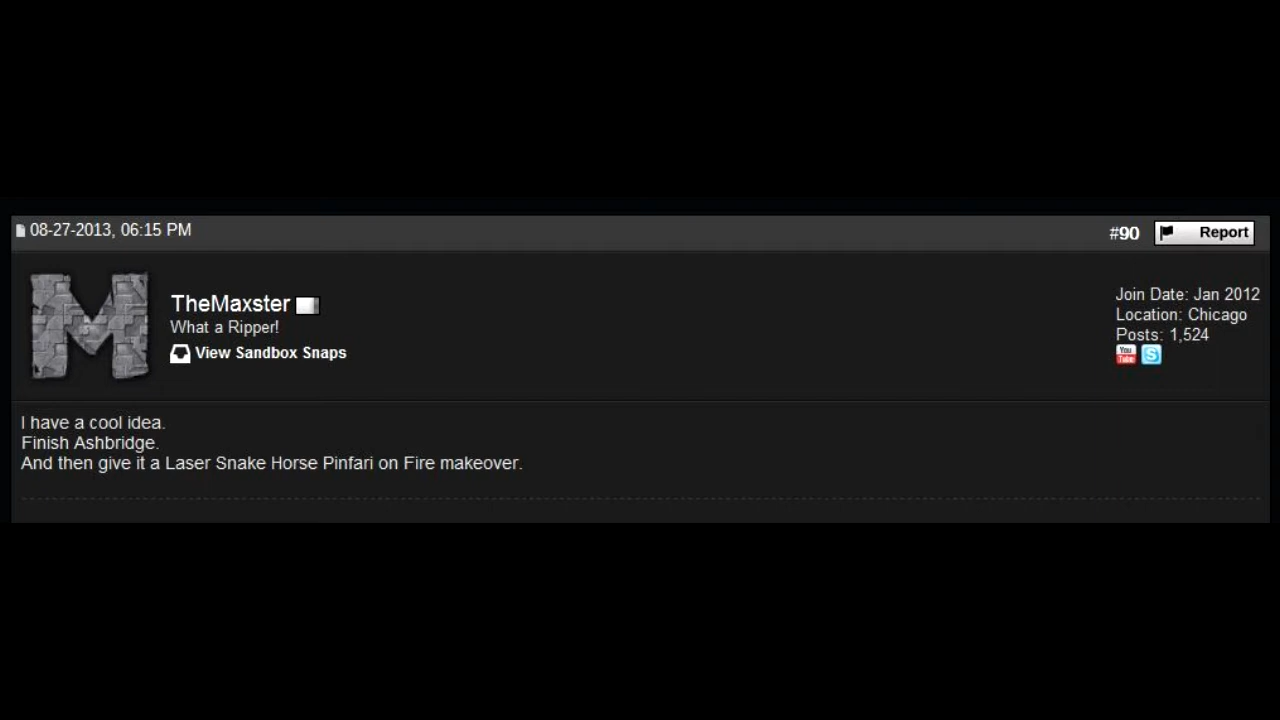 08-27-2013, 06:15 PM
#90
Report
M
TheMaxster
What a Ripper!
View Sandbox Snaps
Join Date: Jan 2012
Location: Chicago
Posts: 1,524
You
Tube
S
I have a cool idea.
Finish Ashbridge.
And then give it a Laser Snake Horse Pinfari on Fire makeover.